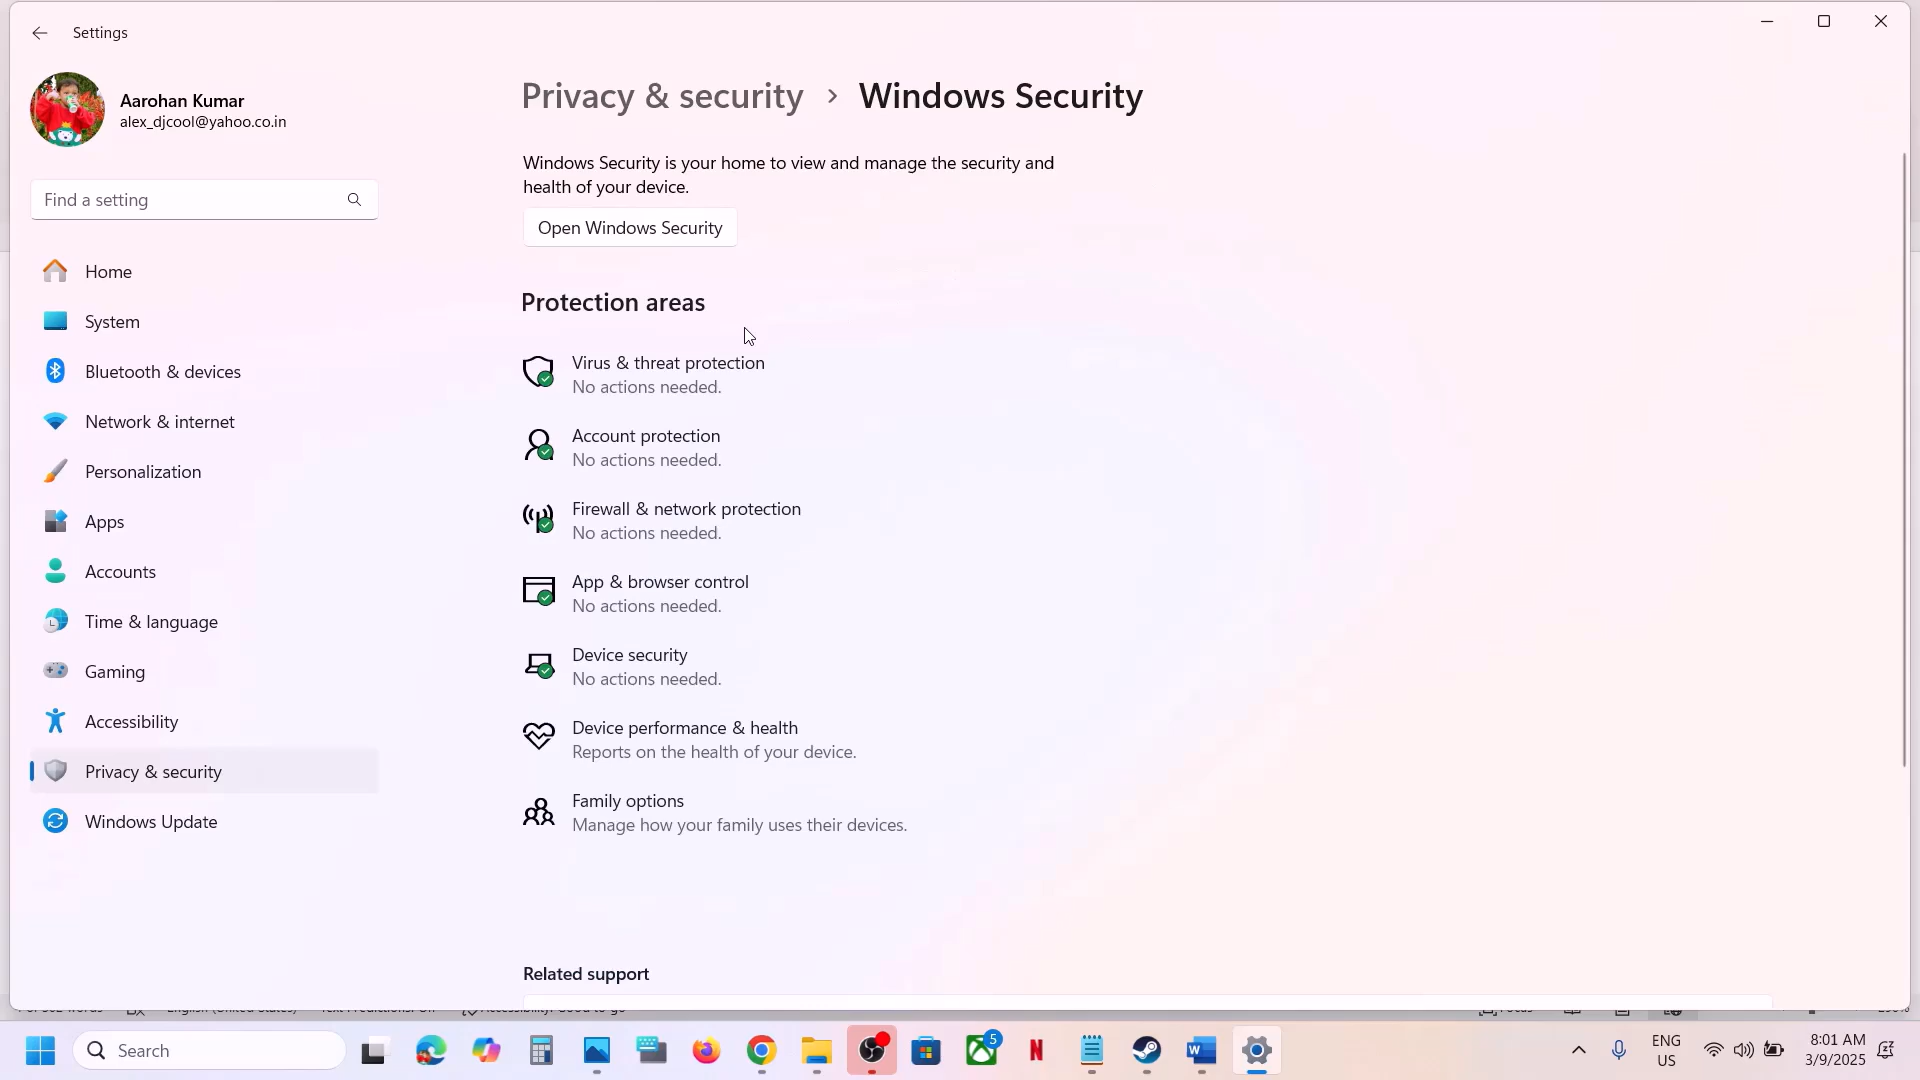 Settings
Aarohan Kumar
alex_djcool@yahoo.co.in
Find a setting
Home
System
Bluetooth & devices
Network & internet
Personalization
Apps
Accounts
Time & language
Gaming
Accessibility
Privacy & security
Windows Update
Privacy & security › Windows Security
Windows Security is your home to view and manage the security and
health of your device.
Open Windows Security
Protection areas
Virus & threat protection
No actions needed.
Account protection
No actions needed.
Firewall & network protection
No actions needed.
App & browser control
No actions needed.
Device security
No actions needed.
Device performance & health
Reports on the health of your device.
Family options
Manage how your family uses their devices.
Related support
Search
5
ENG
US
8:01 AM
3/9/2025